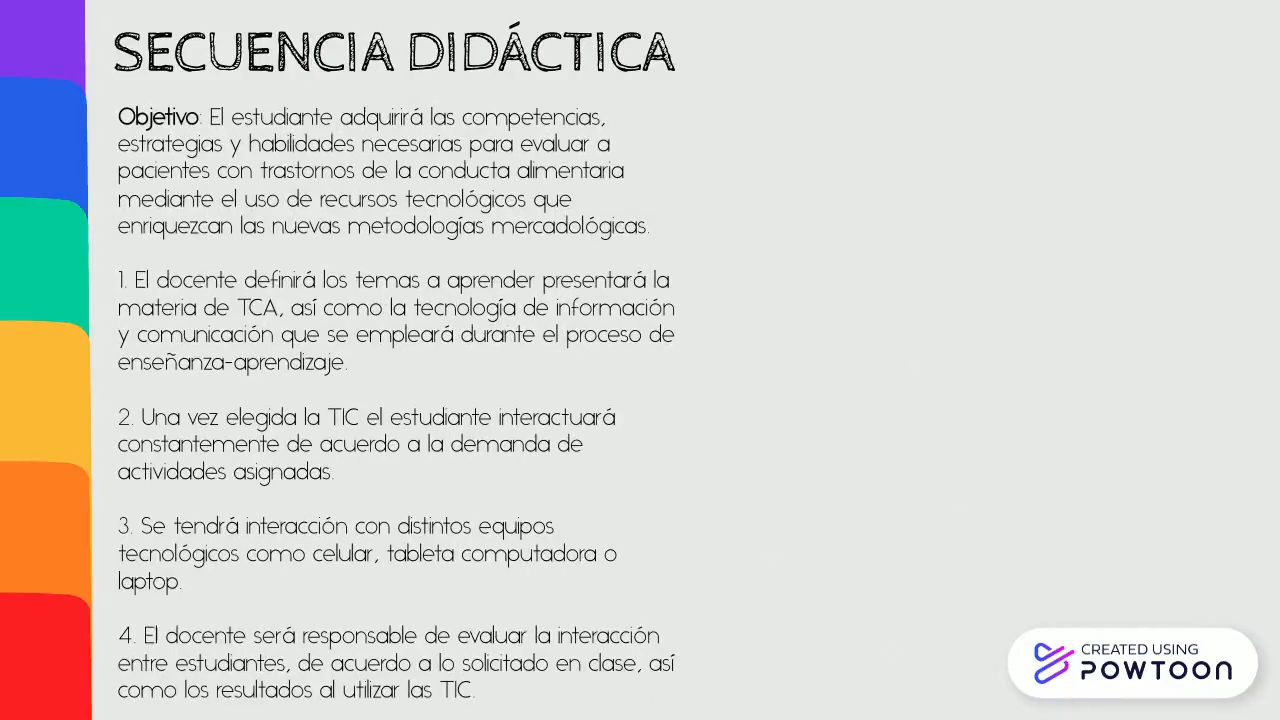 SECUENCIA DIDÁCTICA
Objetivo: El estudiante adquirirá las competencias,
estrategias y habilidades necesarias para evaluar a
pacientes con trastornos de la conducta alimentaria
mediante el uso de recursos tecnológicos que
enriquezcan las nuevas metodologías mercadológicas.
1. El docente definirá los temas a aprender presentará la
materia de TCA, así como la tecnología de información
y comunicación que se empleará durante el proceso de
enseñanza-aprendizaje.
2. Una vez elegida la TIC el estudiante interactuará
constantemente de acuerdo a la demanda de
actividades asignadas.
3. Se tendrá interacción con distintos equipos
tecnológicos como celular, tableta computadora o
laptop.
4. El docente será responsable de evaluar la interacción
entre estudiantes, de acuerdo a lo solicitado en clase, así
como los resultados al utilizar las TIC.
CREATED USING
POWTOON